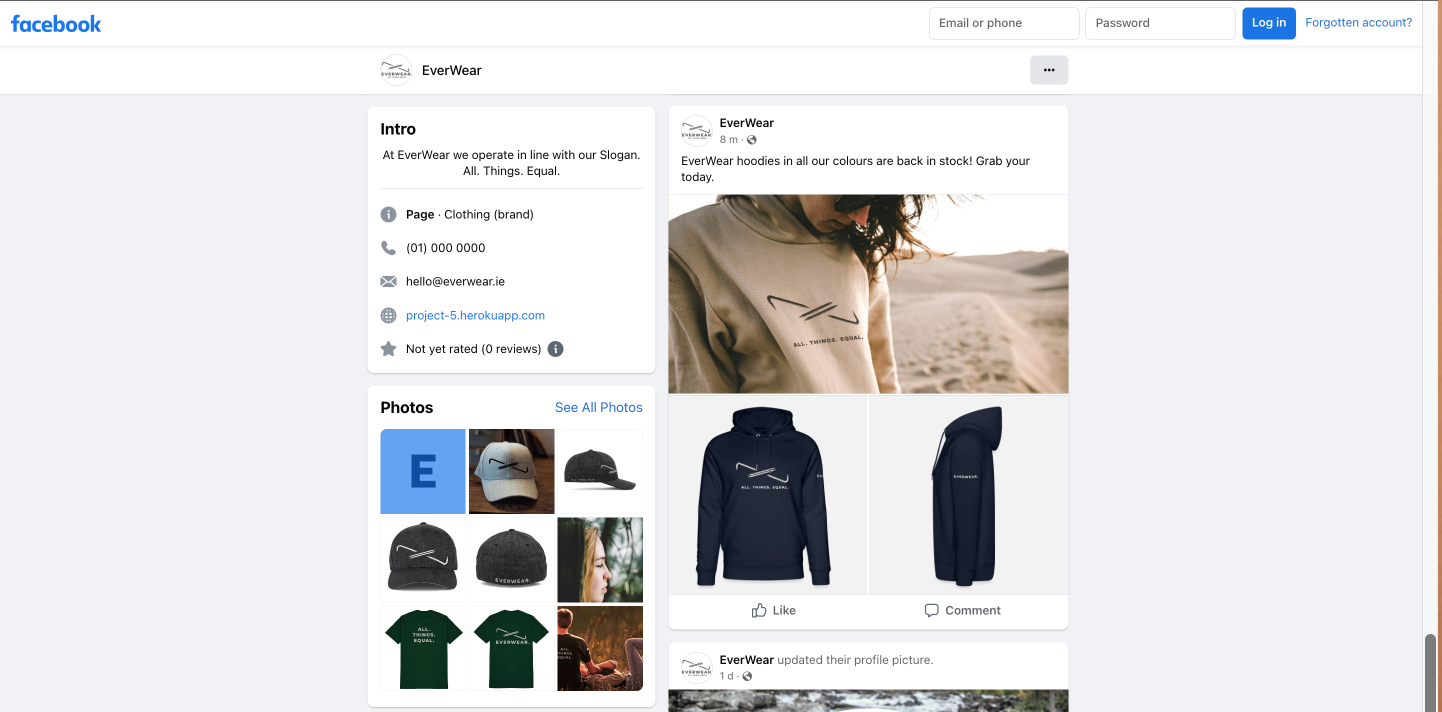 facebook
Email or phone
Password
Log in
Forgotten account?
EVERWEAR.
EverWear
Intro
At EverWear we operate in line with our Slogan.
All. Things. Equal.
Page · Clothing (brand)
(01) 000 0000
hello@everwear.ie
project-5.herokuapp.com
Not yet rated (0 reviews)
Photos
See All Photos
E
EVERWEAR.
ALL.
THINGS.
EQUAL.
EVERWEAR.
ALL.
THINGS.
EQUAL.
EVERWEAR.
EverWear
8 m ·
EverWear hoodies in all our colours are back in stock! Grab your
today.
ALL. THINGS. EQUAL.
ALL. THINGS. EQUAL.
EVERWEAR.
Like
Comment
EVERWEAR.
EverWear updated their profile picture.
1 d ·